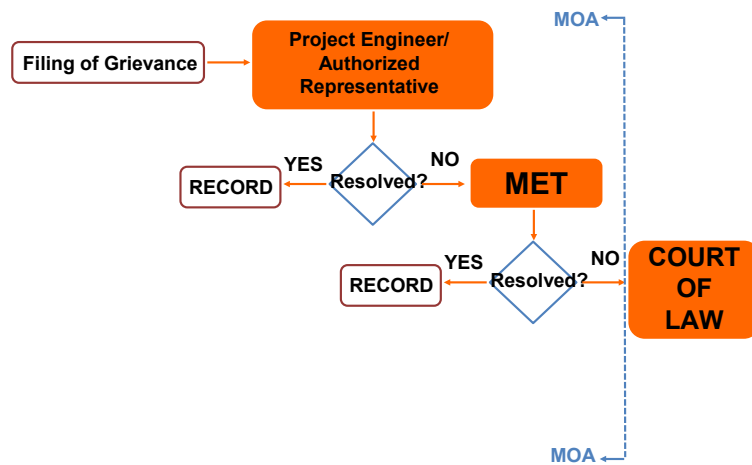 MOA
Filing of Grievance
Project Engineer/
Authorized
Representative
YES
NO
RECORD
Resolved?
MET
YES
NO
RECORD
Resolved?
COURT
OF
LAW
MOA